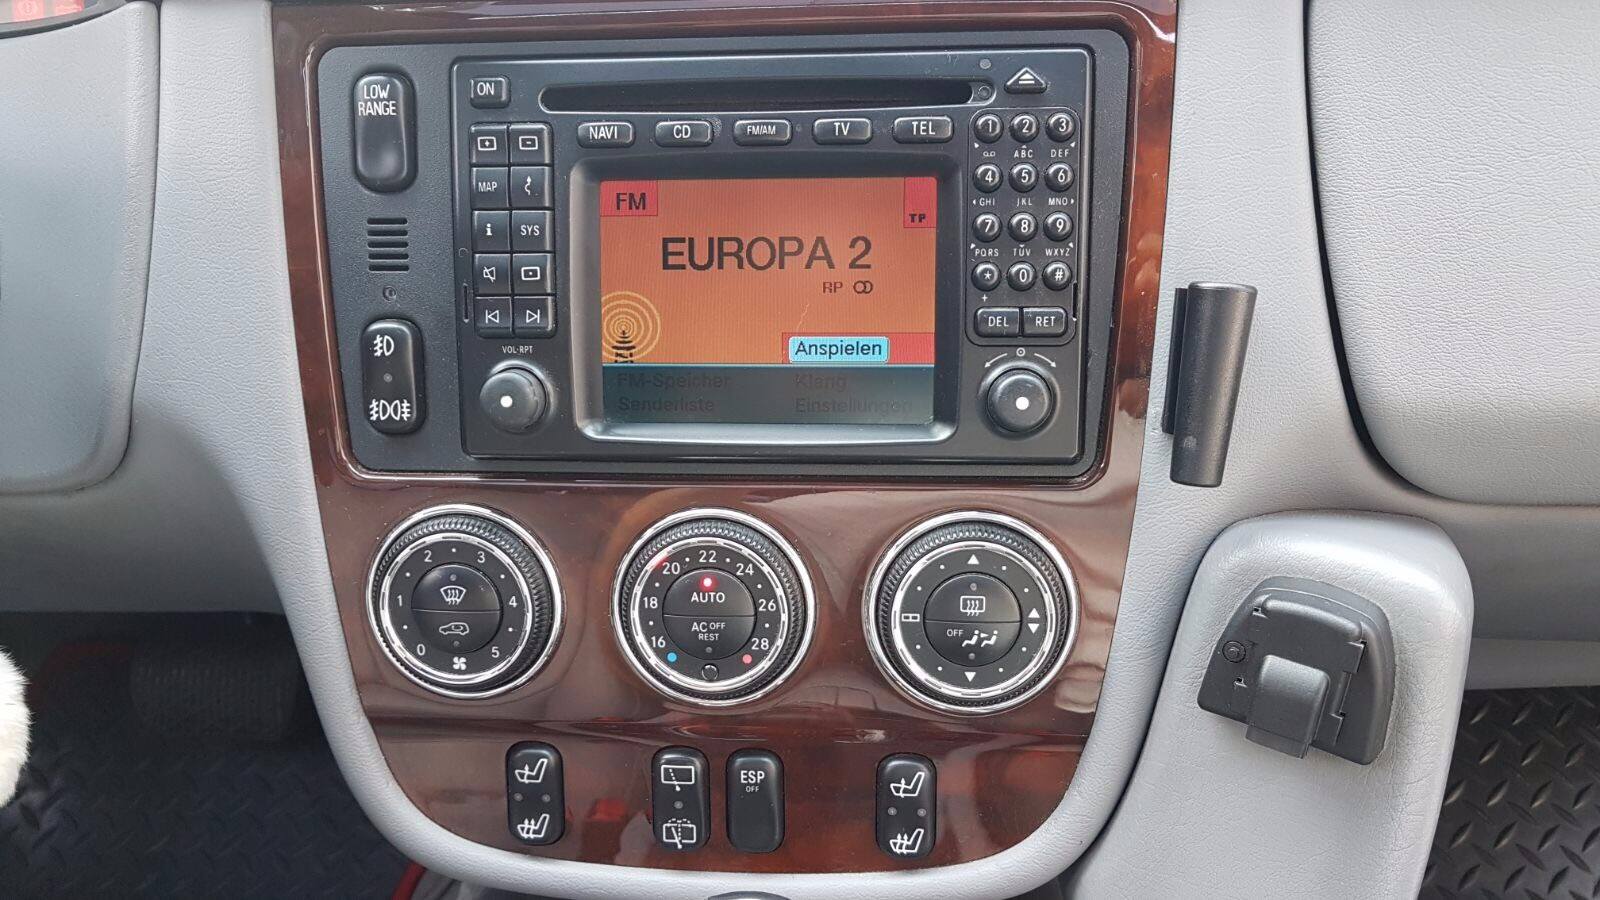 LOW
RANGE
ON
NAVI
CD
FM/AM
TV
TEL
MAP
i
SYS
VOL-RPT
FM
TP
EUROPA 2
RP
Anspielen
FM-Speicher
Klang
Senderliste
Einstellungen
1 2 3
ABC DEF
4 5 6
GHI JKL MNO
7 8 9
PQRS TUV WXYZ
* 0 #
+
DEL
RET
0 1 2 3 4 5
16 18 20 22 24 26 28
AUTO
AC OFF
REST
OFF
ESP
OFF